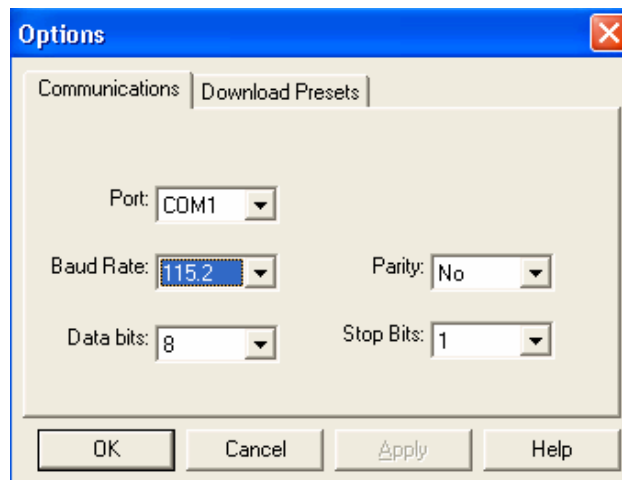 Options
Communications Download Presets
Port: COM1
Baud Rate: 115.2 Parity: No
Data bits: 8 Stop Bits: 1
OK Cancel Apply Help